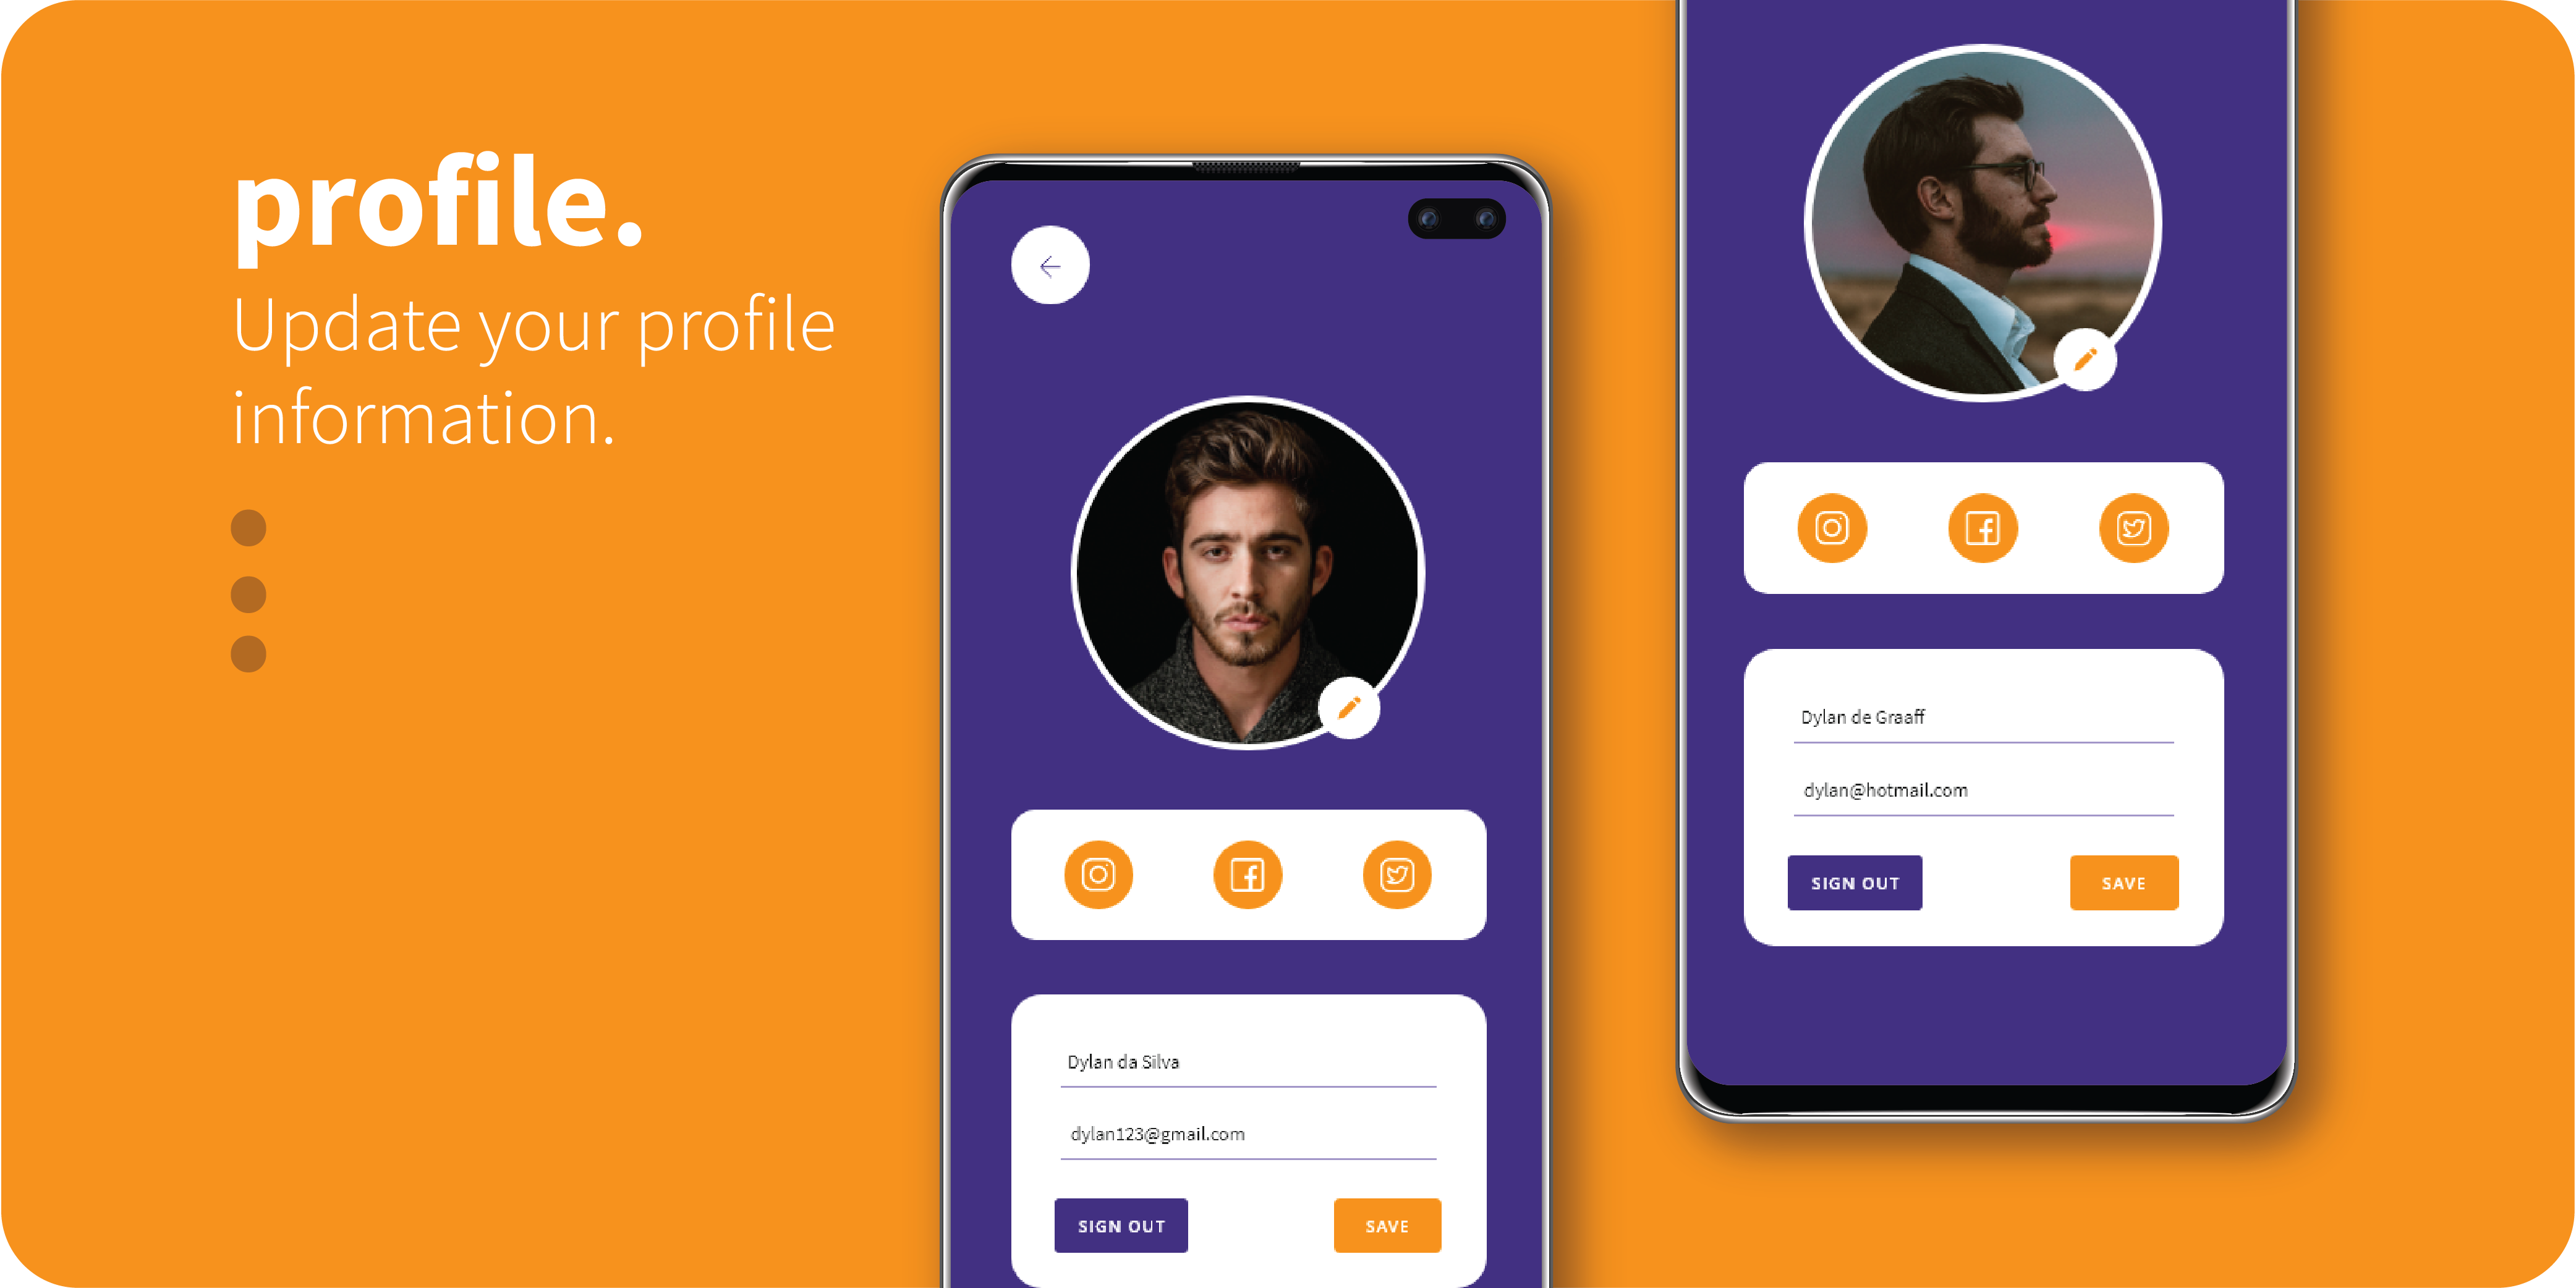 profile.
Update your profile
information.
Dylan da Silva
dylan123@gmail.com
SIGN OUT
SAVE
Dylan de Graaff
dylan@hotmail.com
SIGN OUT
SAVE